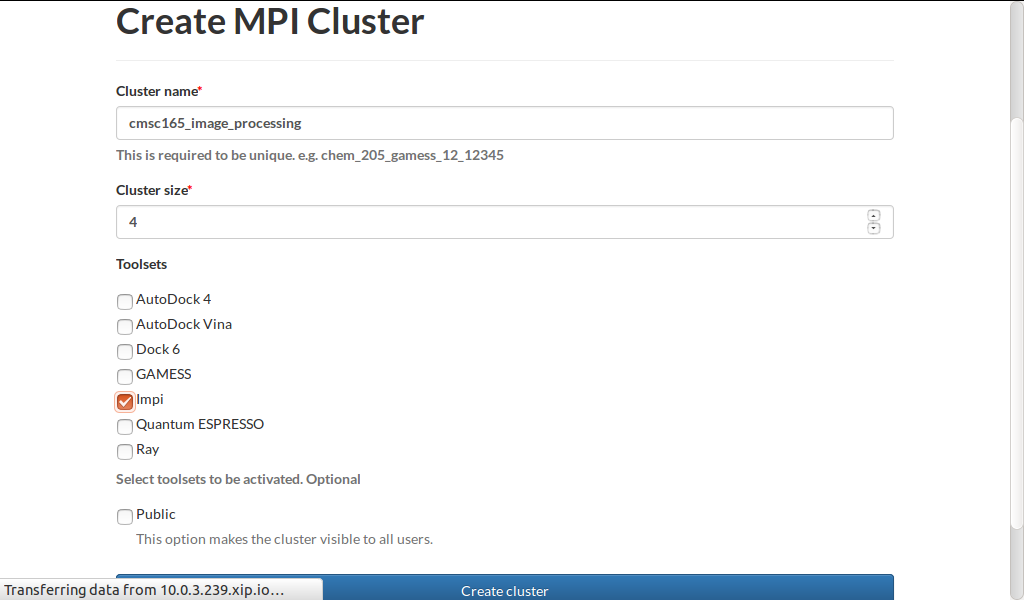 Create MPI Cluster
Cluster name*
cmsc165_image_processing
This is required to be unique. e.g. chem_205_gamess_12_12345
Cluster size*
4
Toolsets
AutoDock 4
AutoDock Vina
Dock 6
GAMESS
Impi
Quantum ESPRESSO
Ray
Select toolsets to be activated. Optional
Public
This option makes the cluster visible to all users.
Transferring data from 10.0.3.239.xip.io...
Create cluster